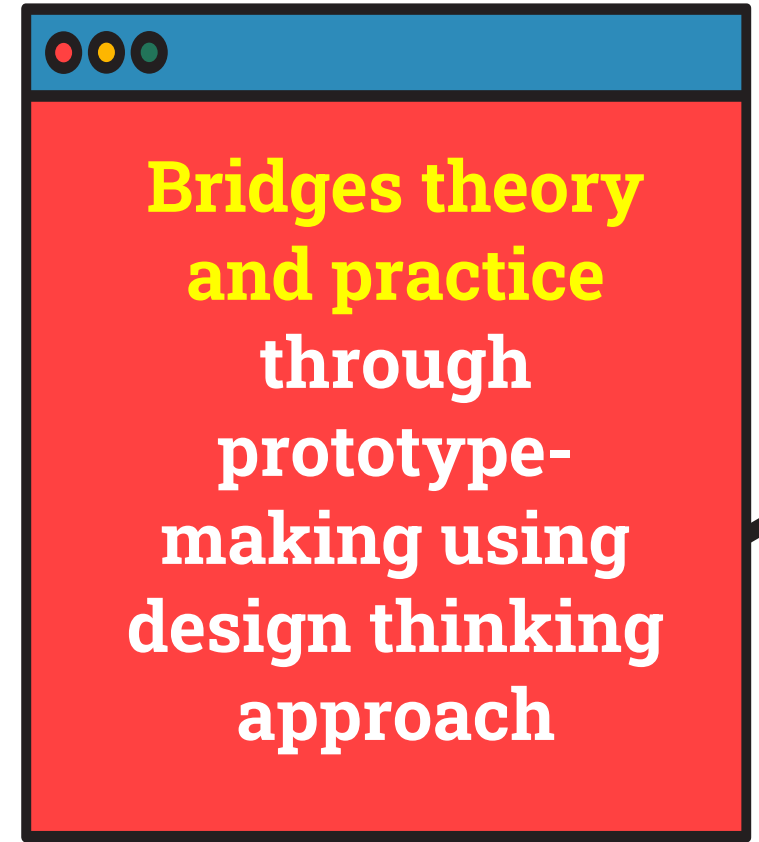 Bridges theory
and practice
through
prototype-
making using
design thinking
approach